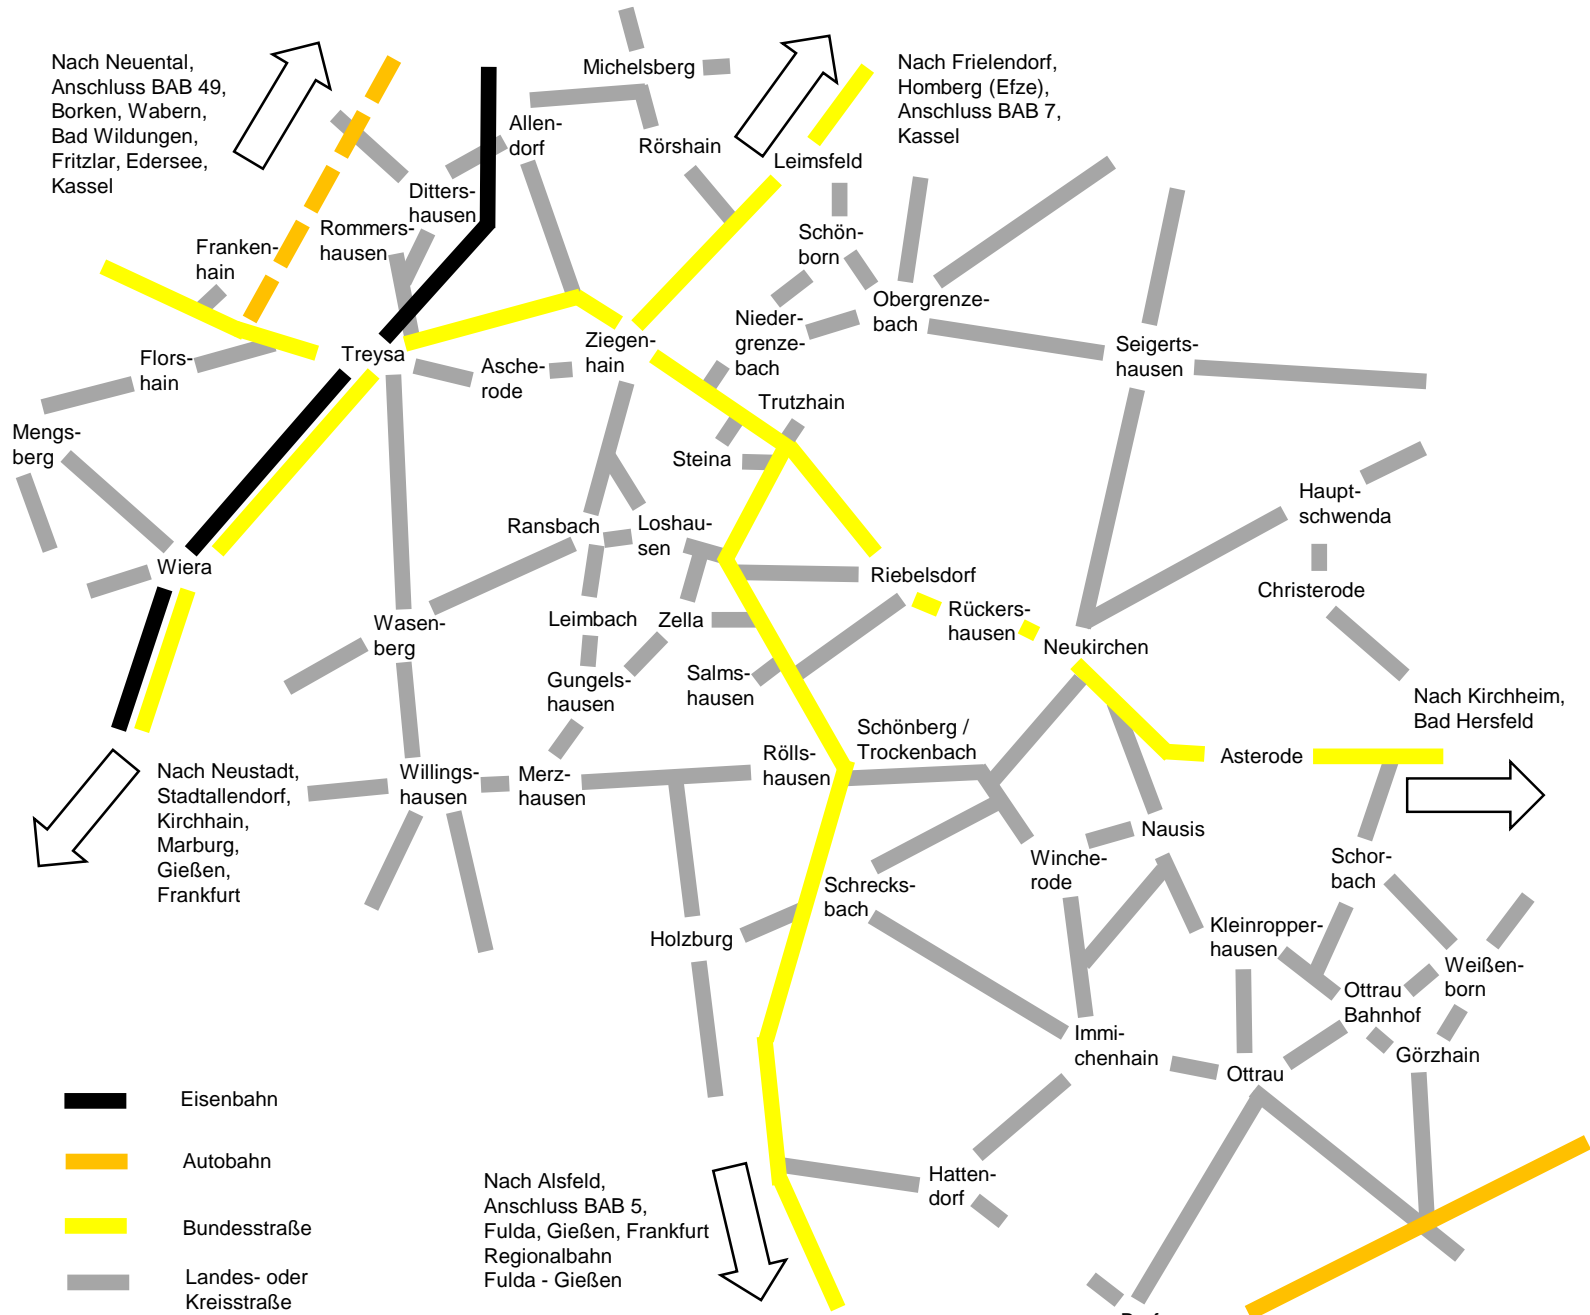 Nach Neuental,
Anschluss BAB 49,
Borken, Wabern,
Bad Wildungen,
Fritzlar, Edersee,
Kassel
Michelsberg
Nach Frielendorf,
Homberg (Efze),
Anschluss BAB 7,
Kassel
Allen-
dorf
Rörshain
Leimsfeld
Ditters-
hausen
Rommers-
hausen
Franken-
hain
Schön-
born
Obergrenze-
bach
Nieder-
grenze-
bach
Ziegen-
hain
Treysa
Seigerts-
hausen
Flors-
hain
Asche-
rode
Trutzhain
Mengs-
berg
Steina
Haupt-
schwenda
Ransbach
Loshau-
sen
Wiera
Riebelsdorf
Christerode
Rückers-
hausen
Wasen-
berg
Leimbach
Zella
Neukirchen
Gungels-
hausen
Salms-
hausen
Nach Kirchheim,
Bad Hersfeld
Schönberg /
Trockenbach
Rölls-
hausen
Asterode
Nach Neustadt,
Stadtallendorf,
Kirchhain,
Marburg,
Gießen,
Frankfurt
Willings-
hausen
Merz-
hausen
Nausis
Winche-
rode
Schor-
bach
Schrecks-
bach
Holzburg
Kleinropper-
hausen
Weißen-
born
Ottrau
Bahnhof
Immi-
chenhain
Görzhain
Ottrau
Eisenbahn
Autobahn
Bundesstraße
Landes- oder
Kreisstraße
Nach Alsfeld,
Anschluss BAB 5,
Fulda, Gießen, Frankfurt
Regionalbahn
Fulda - Gießen
Hatten-
dorf